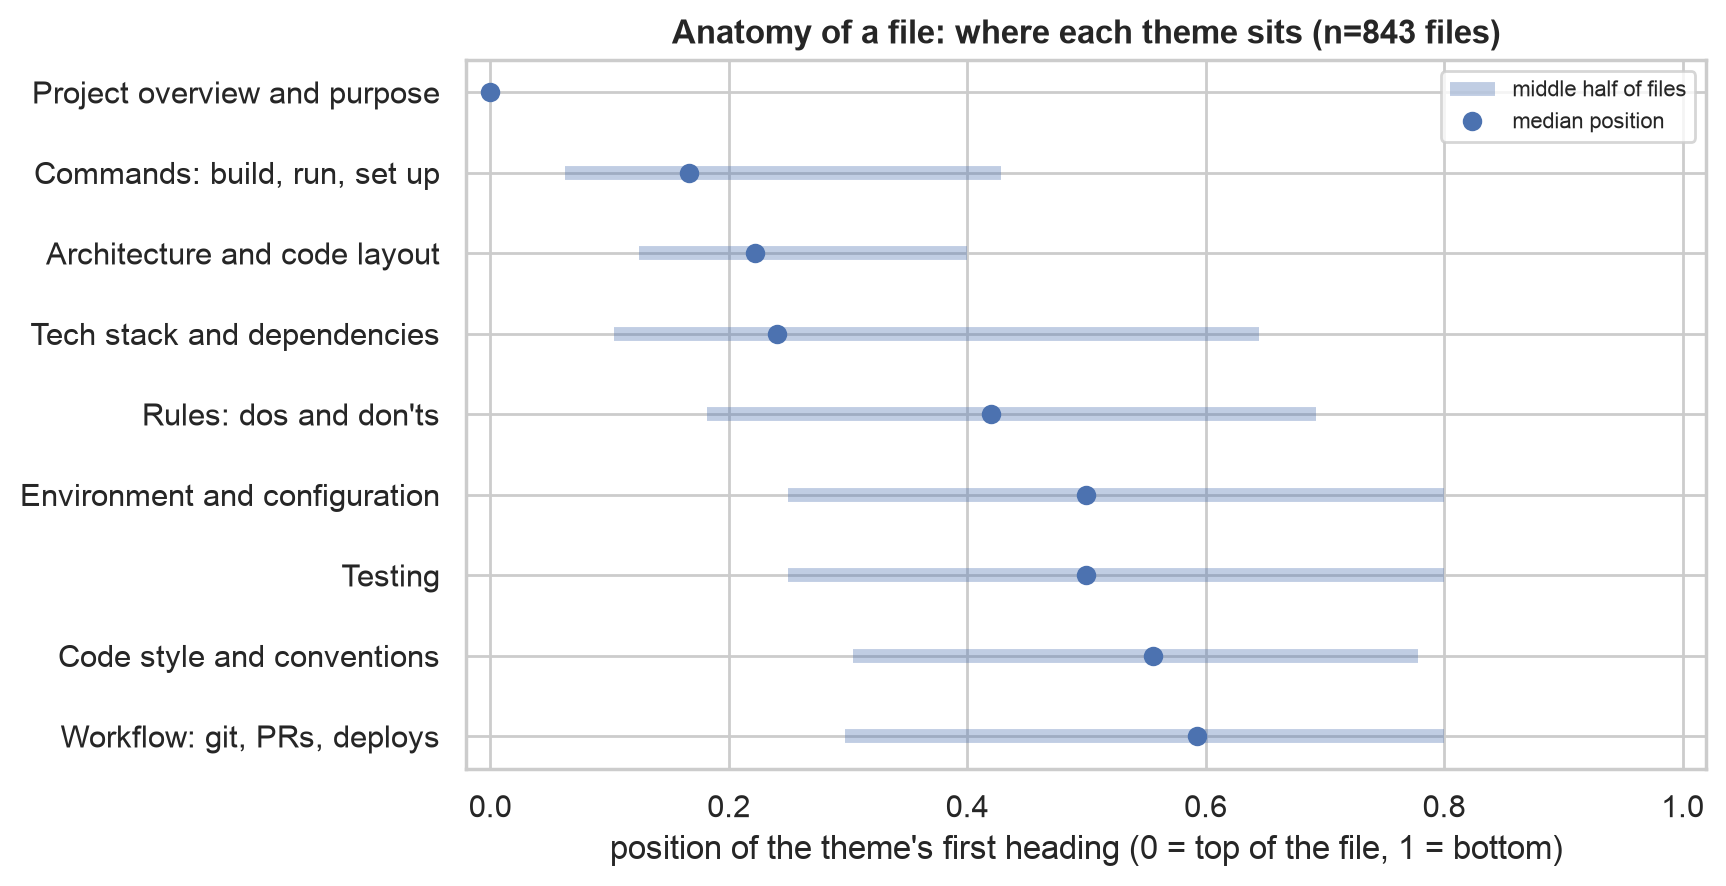 Anatomy of a file: where each theme sits (n=843 files)
middle half of files
median position
Project overview and purpose
Commands: build, run, set up
Architecture and code layout
Tech stack and dependencies
Rules: dos and don'ts
Environment and configuration
Testing
Code style and conventions
Workflow: git, PRs, deploys
0.0 0.2 0.4 0.6 0.8 1.0
position of the theme's first heading (0 = top of the file, 1 = bottom)